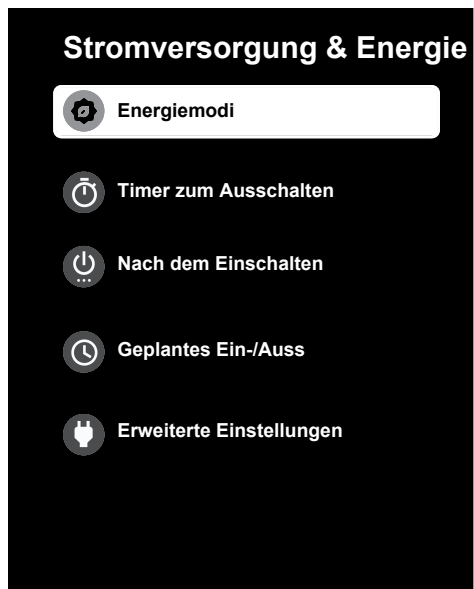 Stromversorgung & Energie
Energiemodi
Timer zum Ausschalten
Nach dem Einschalten
Geplantes Ein-/Auss
Erweiterte Einstellungen